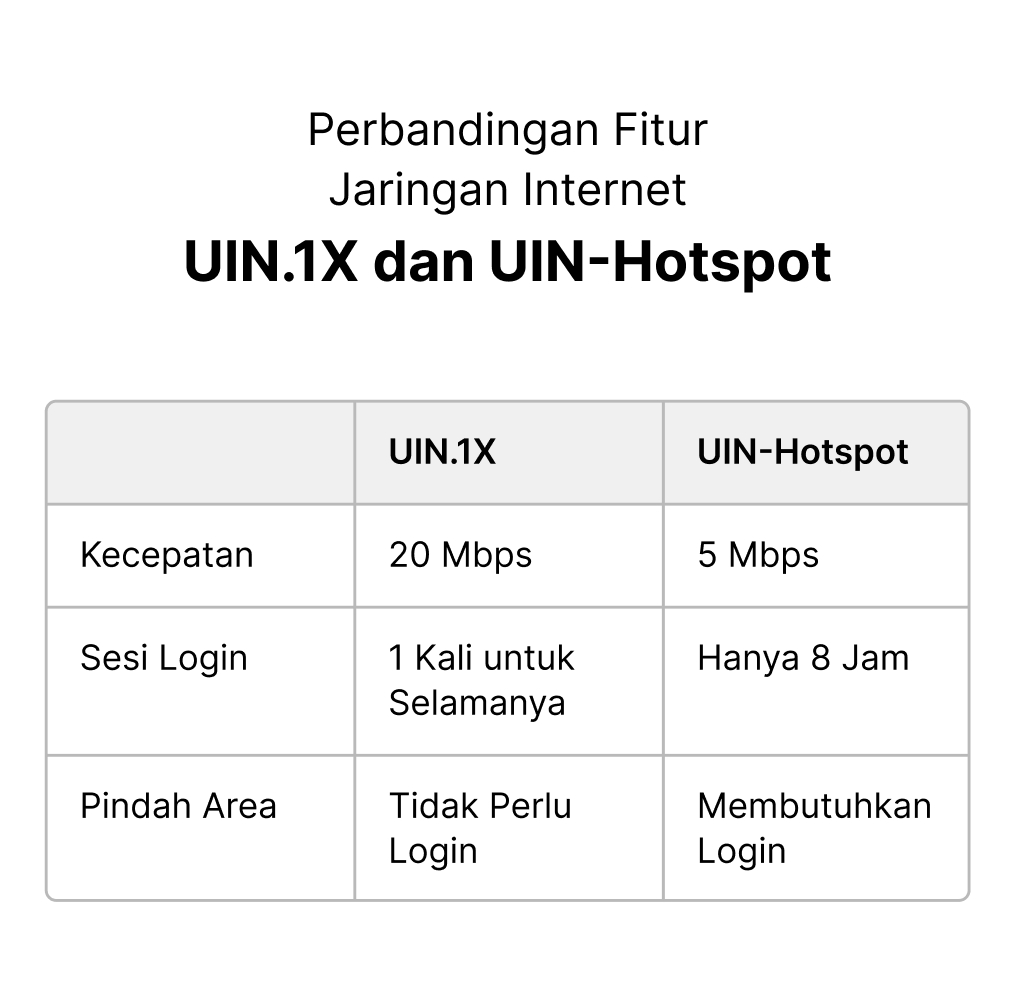 Perbandingan Fitur
Jaringan Internet
UIN.1X dan UIN-Hotspot
UIN.1X
UIN-Hotspot
Kecepatan
20 Mbps
5 Mbps
Sesi Login
1 Kali untuk
Selamanya
Hanya 8 Jam
Pindah Area
Tidak Perlu
Login
Membutuhkan
Login